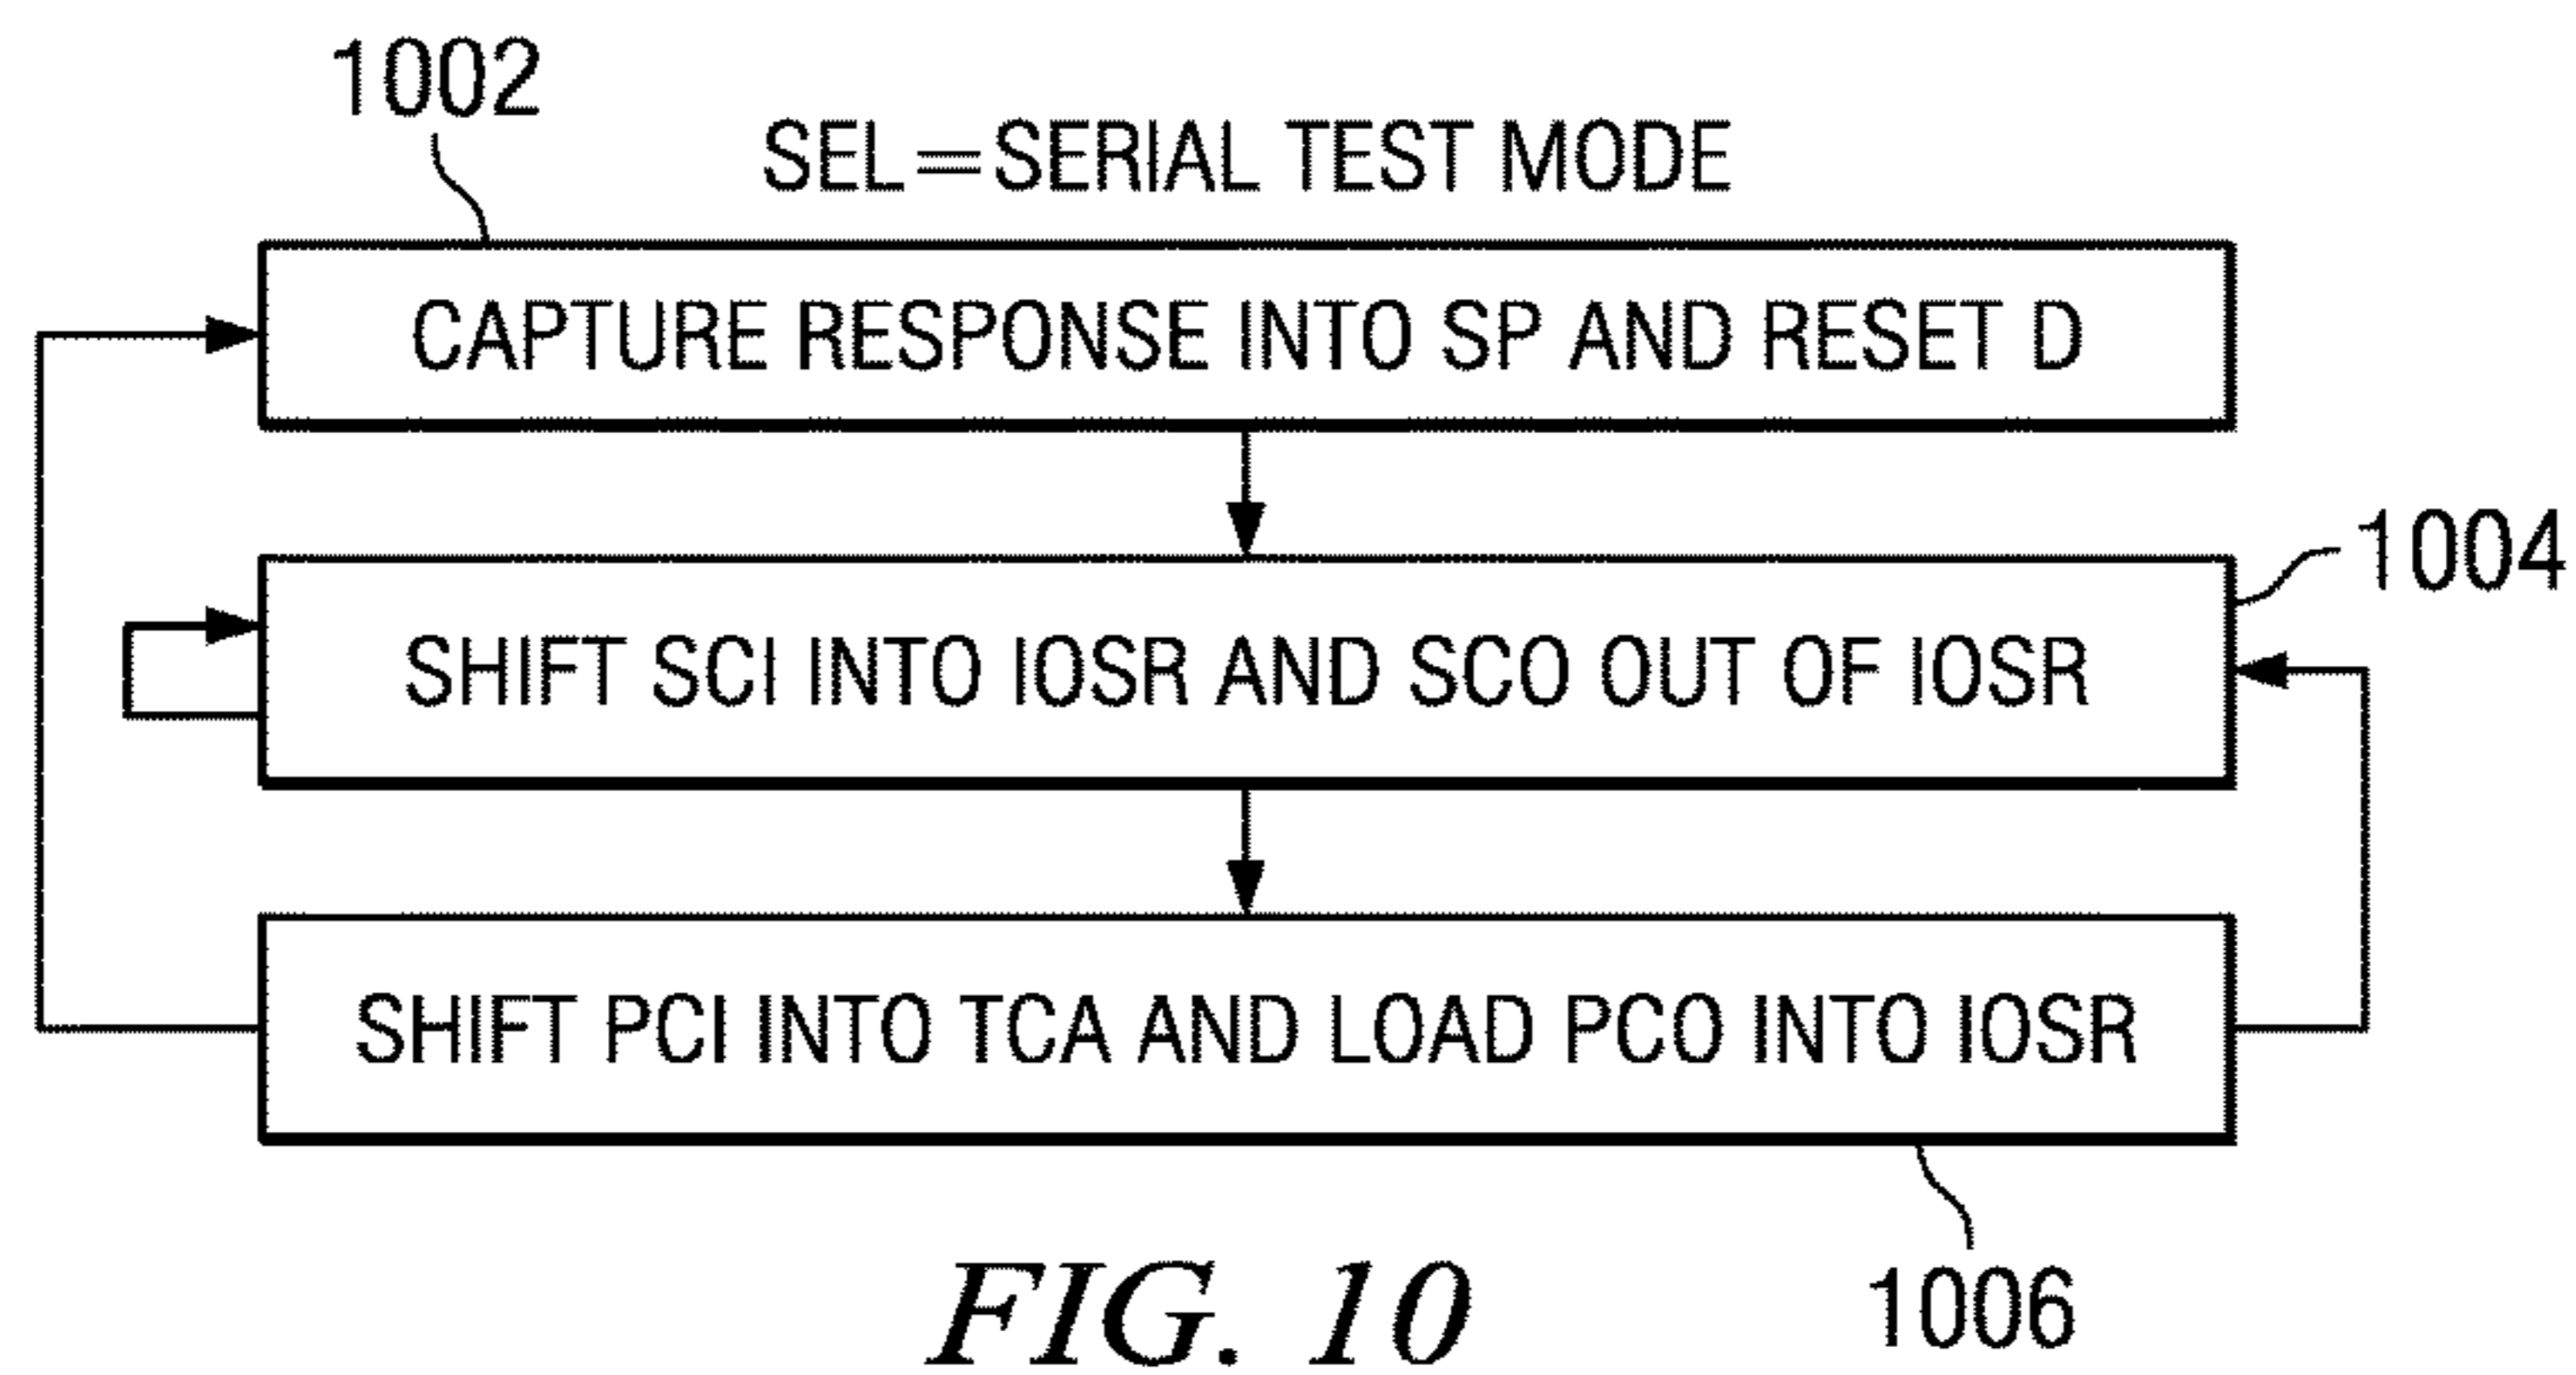 1002
SEL=SERIAL TEST MODE
CAPTURE RESPONSE INTO SP AND RESET D
1004
SHIFT SCI INTO IOSR AND SCO OUT OF IOSR
SHIFT PCI INTO TCA AND LOAD PCO INTO IOSR
1006
FIG. 10